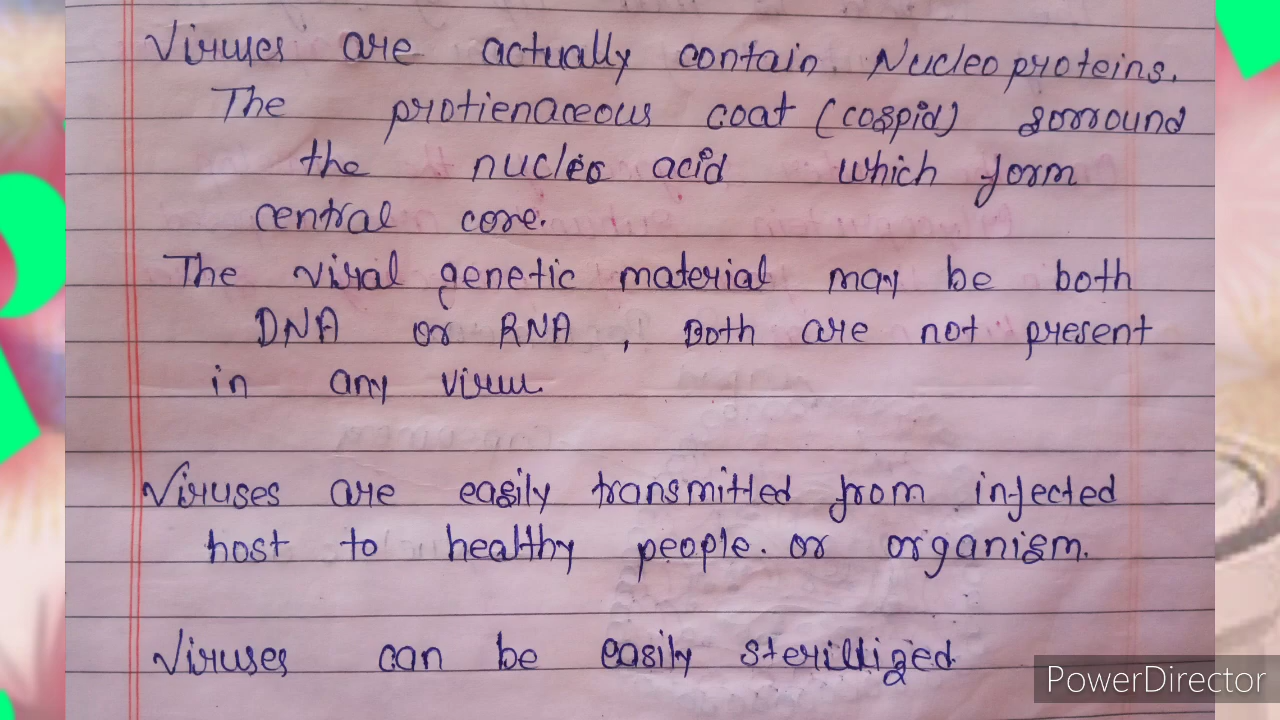 Viruses are actually contain Nucleoproteins.
The protienaceous coat (caspid) sorround
the nucleic acid which form
central core.
The viral genetic material may be both
DNA or RNA, Both are not present
in any virus
Viruses are easily transmitted from infected
host to healthy people. or organism.
Viruses can be easily sterillized
PowerDirector